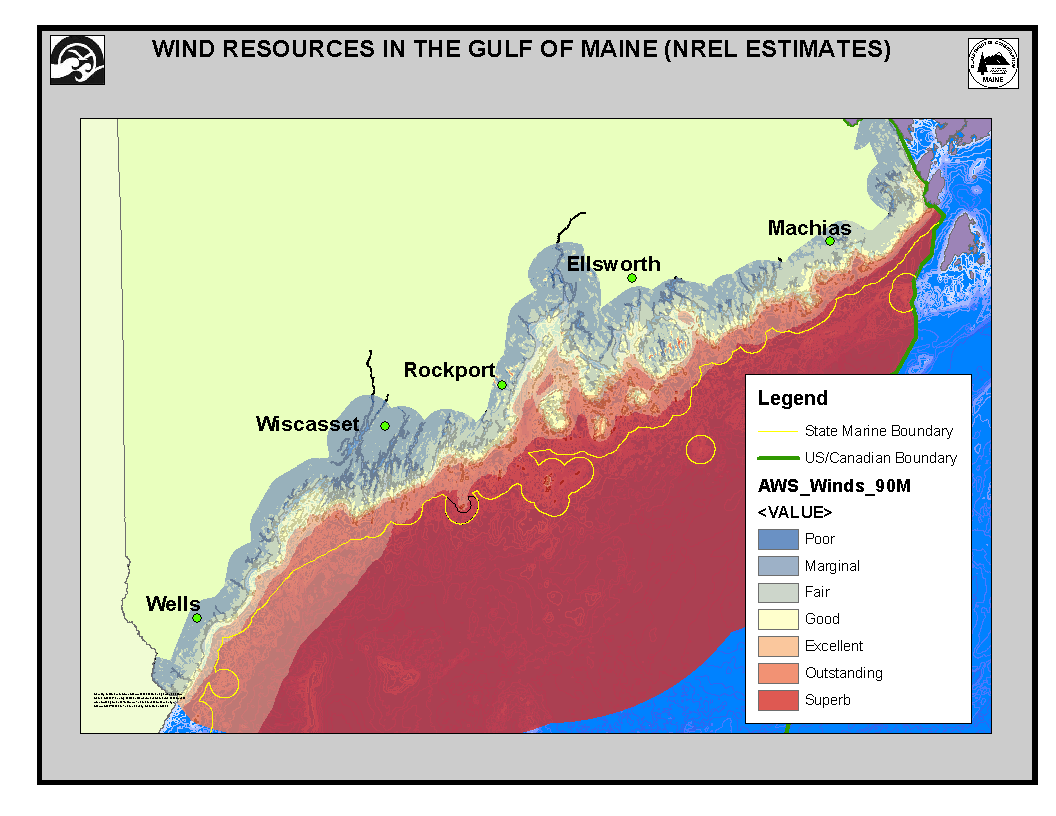 WIND RESOURCES IN THE GULF OF MAINE (NREL ESTIMATES)
MAINE
Machias
Ellsworth
Rockport
Wiscasset
Wells
Legend
State Marine Boundary
US/Canadian Boundary
AWS_Winds_90M
<VALUE>
Poor
Marginal
Fair
Good
Excellent
Outstanding
Superb